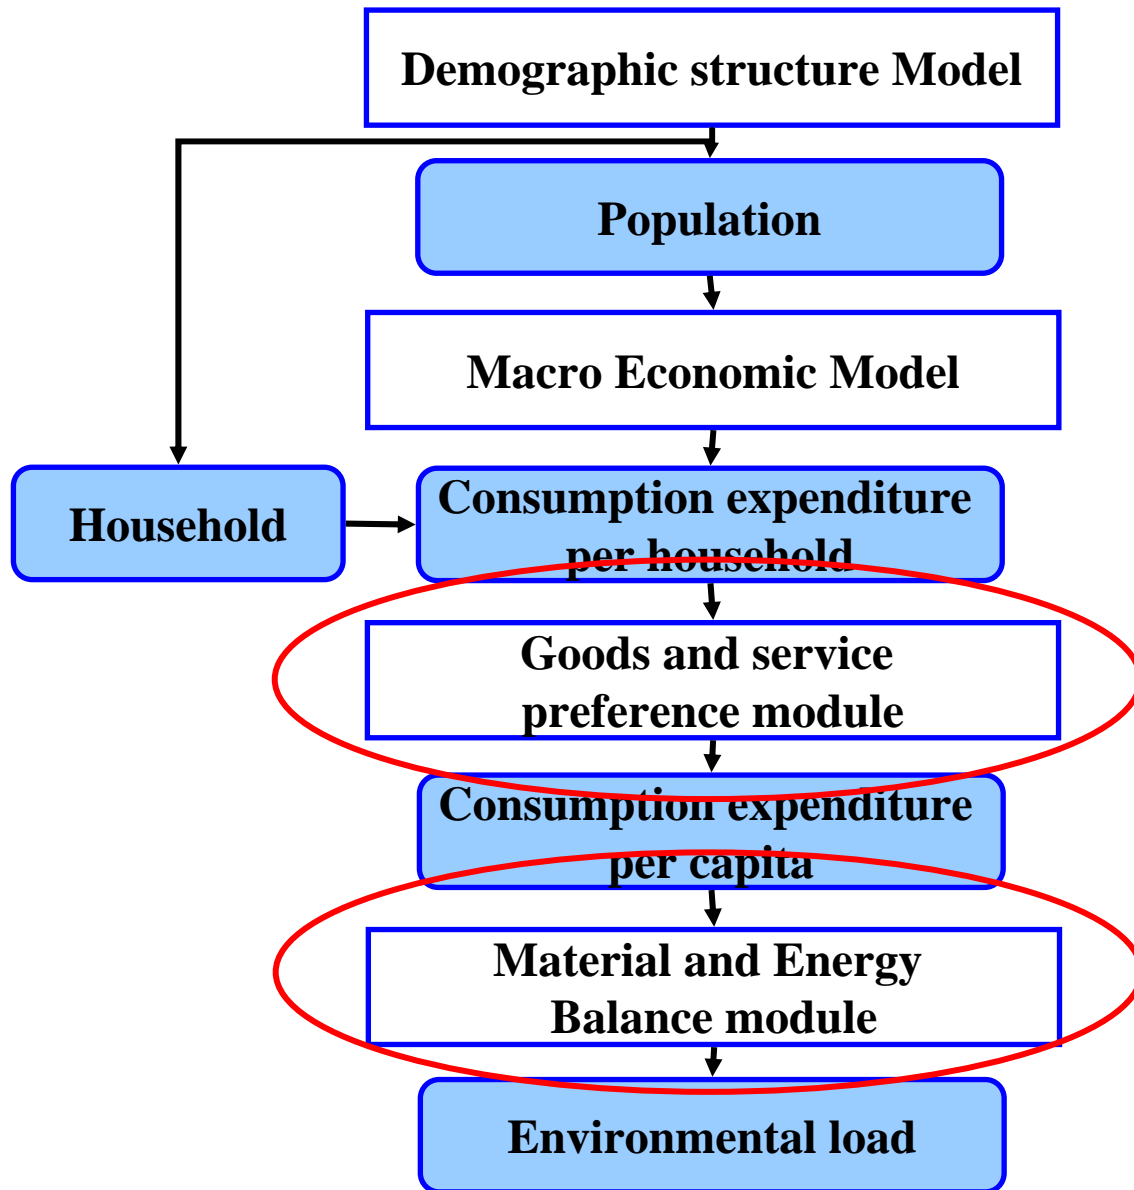 Demographic structure Model
Population
Macro Economic Model
Household
Consumption expenditure
per household
Goods and service
preference module
Consumption expenditure
per capita
Material and Energy
Balance module
Environmental load